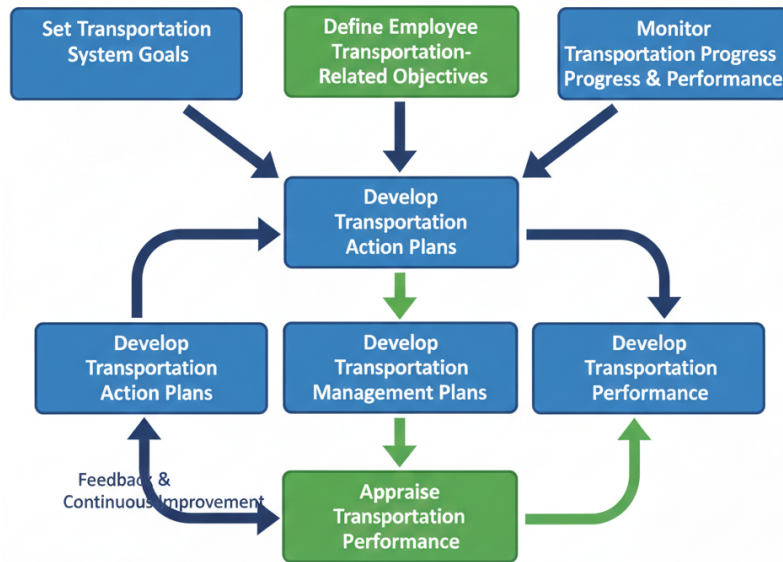 Set Transportation
System Goals
Define Employee
Transportation-
Related Objectives
Monitor
Transportation Progress
Progress & Performance
Develop
Transportation
Action Plans
Develop
Transportation
Action Plans
Develop
Transportation
Management Plans
Develop
Transportation
Performance
Feedback &
Continuous Improvement
Appraise
Transportation
Performance